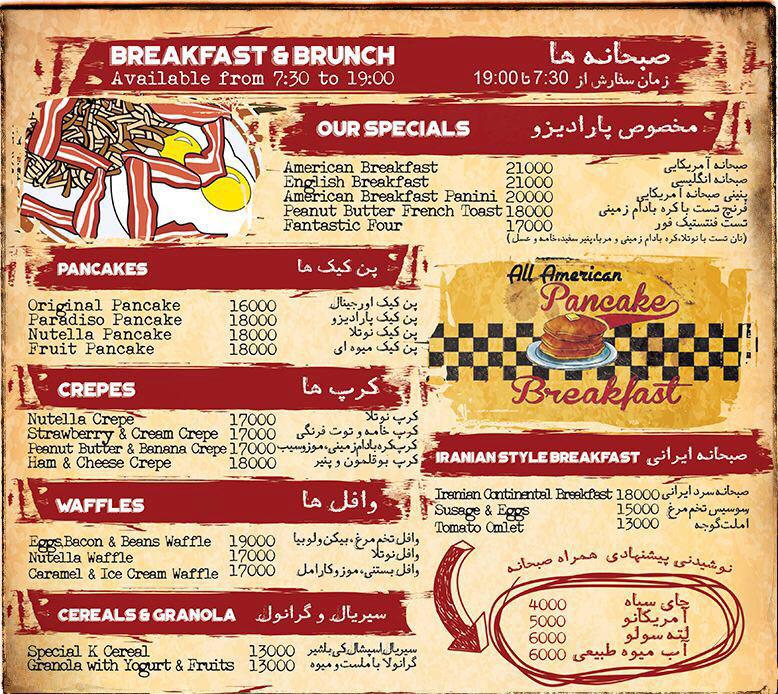 BREAKFAST & BRUNCH صبحانه ها
Available from 7:30 to 19:00 زمان سفارش از 7:30 تا 19:00
OUR SPECIALS مخصوص پارادیزو
American Breakfast 21000 صبحانه آمریکایی
English Breakfast 21000 صبحانه انگلیسی
American Breakfast Panini 20000 پنینی صبحانه آمریکایی
Peanut Butter French Toast 18000 فرنچ تست با کره بادام زمینی
Fantastic Four 17000 تست فنتستیک فور
(نان تست با نوتلا، کره بادام زمینی و مربا، پنیر سفید، خامه و عسل)
PANCAKES پن کیک ها
Original Pancake 16000 پن کیک اورجینال
Paradiso Pancake 18000 پن کیک پارادیزو
Nutella Pancake 18000 پن کیک نوتلا
Fruit Pancake 18000 پن کیک میوه ای
All American
Pancake
Breakfast
CREPES کرپ ها
Nutella Crepe 17000 کرپ نوتلا
Strawberry & Cream Crepe 17000 کرپ خامه و توت فرنگی
Peanut Butter & Banana Crepe 17000 کرپ کره بادام زمینی، موز و سیب
Ham & Cheese Crepe 18000 کرپ بوقلمون و پنیر
WAFFLES وافل ها
Eggs,Bacon & Beans Waffle 19000 وافل تخم مرغ، بیکن و لوبیا
Nutella Waffle 17000 وافل نوتلا
Caramel & Ice Cream Waffle 17000 وافل بستنی، موز و کارامل
CEREALS & GRANOLA سیریال و گرانول
Special K Cereal 13000 سیریال اسپشال کی با شیر
Granola with Yogurt & Fruits 13000 گرانولا با ماست و میوه
IRANIAN STYLE BREAKFAST صبحانه ایرانی
Iranian Continental Breakfast 18000 صبحانه سرد ایرانی
Susage & Eggs 15000 سوسیس تخم مرغ
Tomato Omlet 13000 املت گوجه
نوشیدنی پیشنهادی همراه صبحانه
4000 چای سیاه
5000 آمریکانو
6000 لته سولو
6000 آب میوه طبیعی